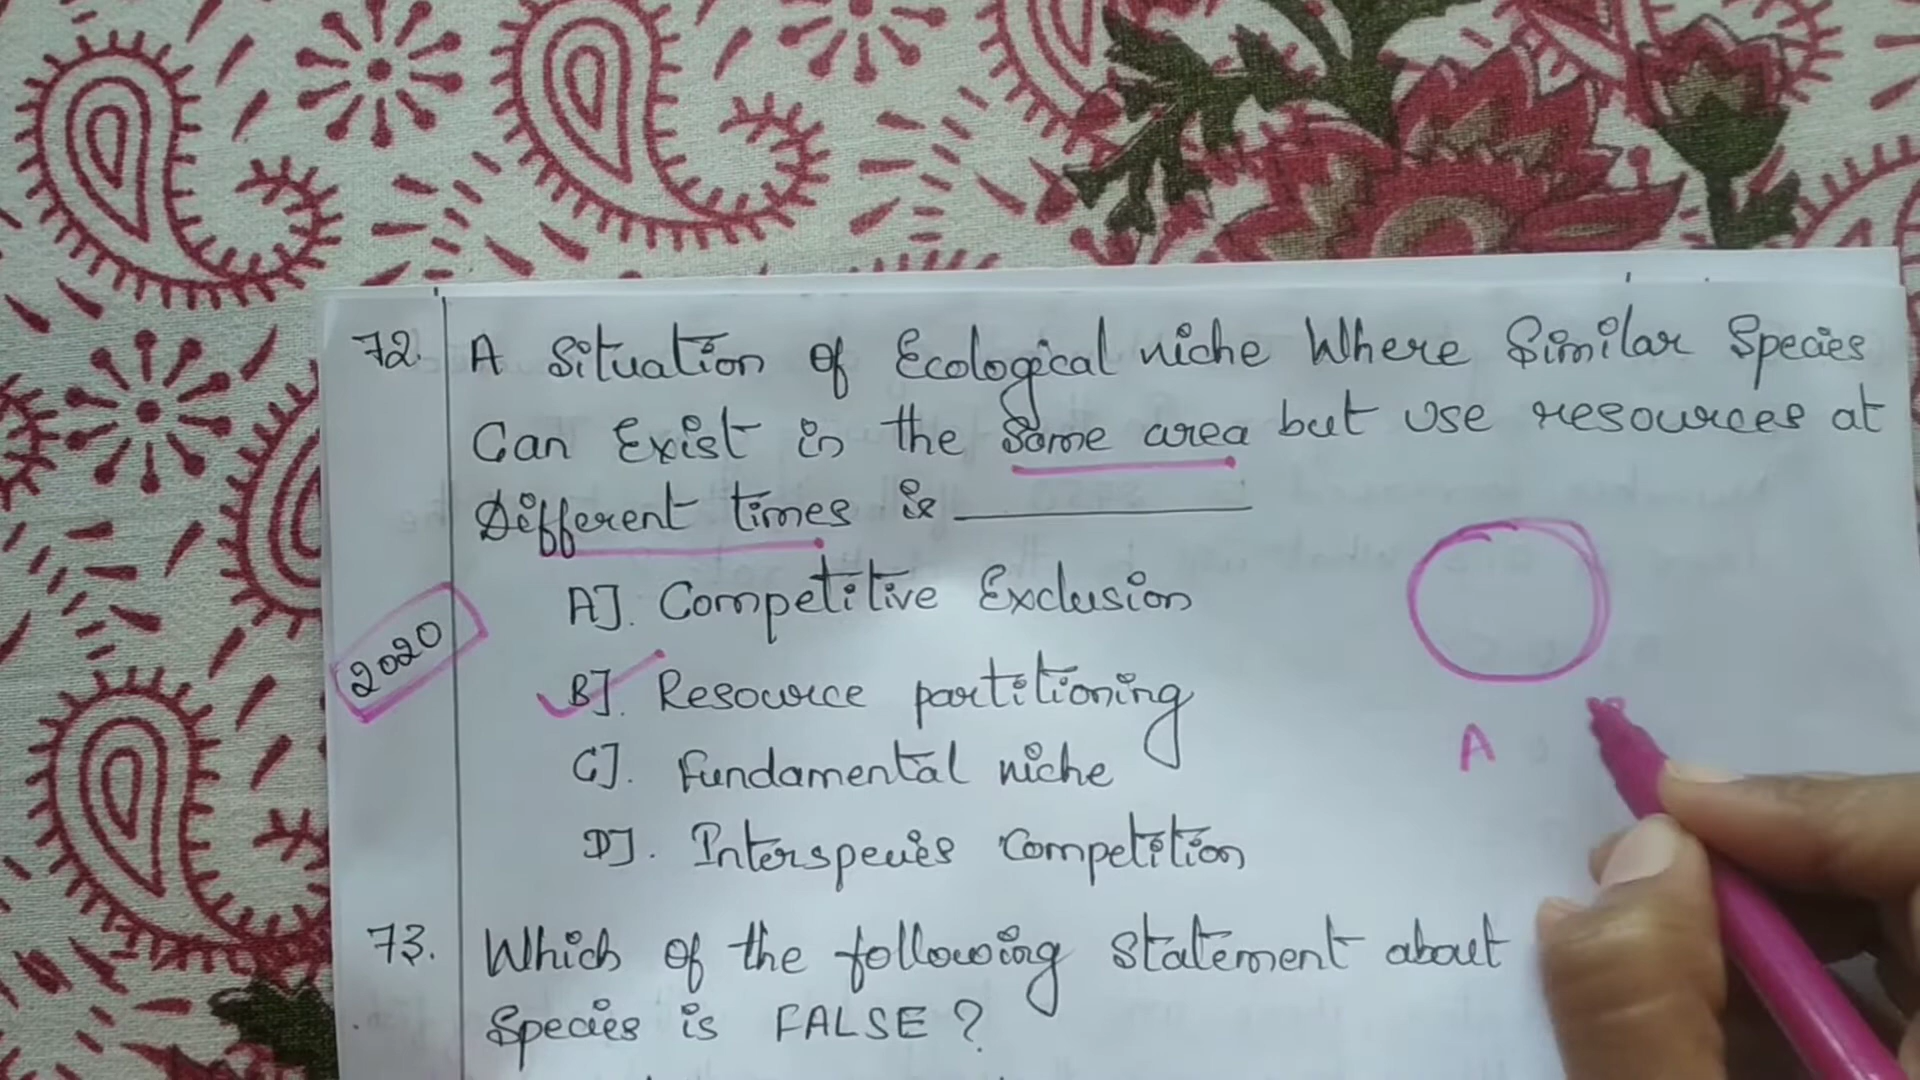 72. A Situation of Ecological niche Where Similar Species
Can Exist in the Same area but use resources at
Different times is
A]. Competitive Exclusion
2020
B]. Resource partitioning
C]. Fundamental niche
A
D]. Interspecies Competition
73. Which of the following Statement about
Species is FALSE?